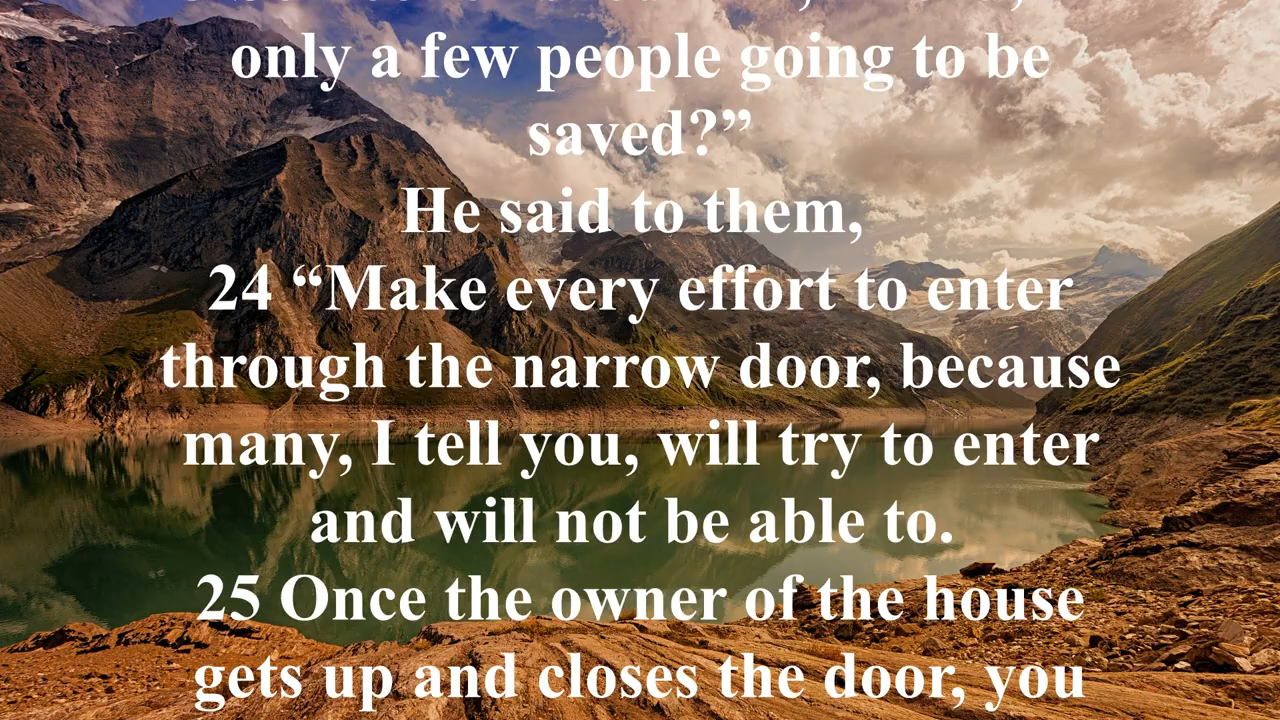 only a few people going to be
saved?”
He said to them,
24 “Make every effort to enter
through the narrow door, because
many, I tell you, will try to enter
and will not be able to.
25 Once the owner of the house
gets up and closes the door, you